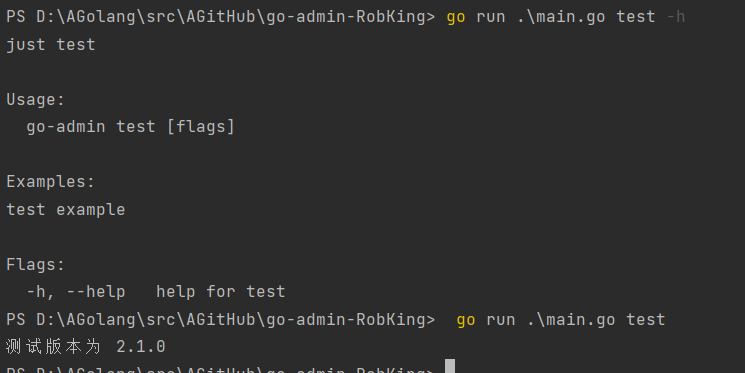 PS D:\AGolang\src\AGitHub\go-admin-RobKing> go run .\main.go test -h
just test
Usage:
go-admin test [flags]
Examples:
test example
Flags:
-h, --help help for test
PS D:\AGolang\src\AGitHub\go-admin-RobKing> go run .\main.go test
测试版本为 2.1.0
PS D:\AGolang\src\AGitHub\go-admin-RobKing>